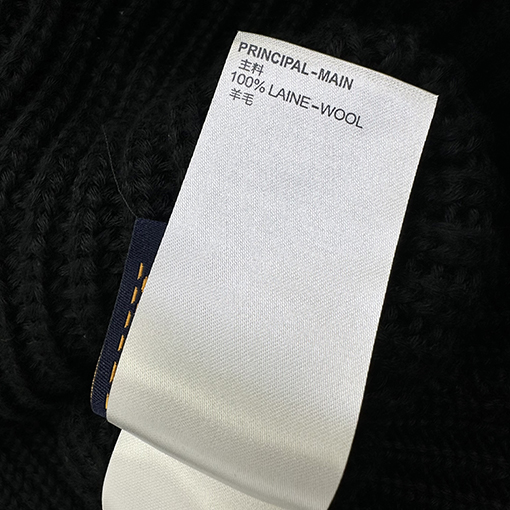 PRINCIPAL-MAIN
主料
100% LAINE-WOOL
羊毛